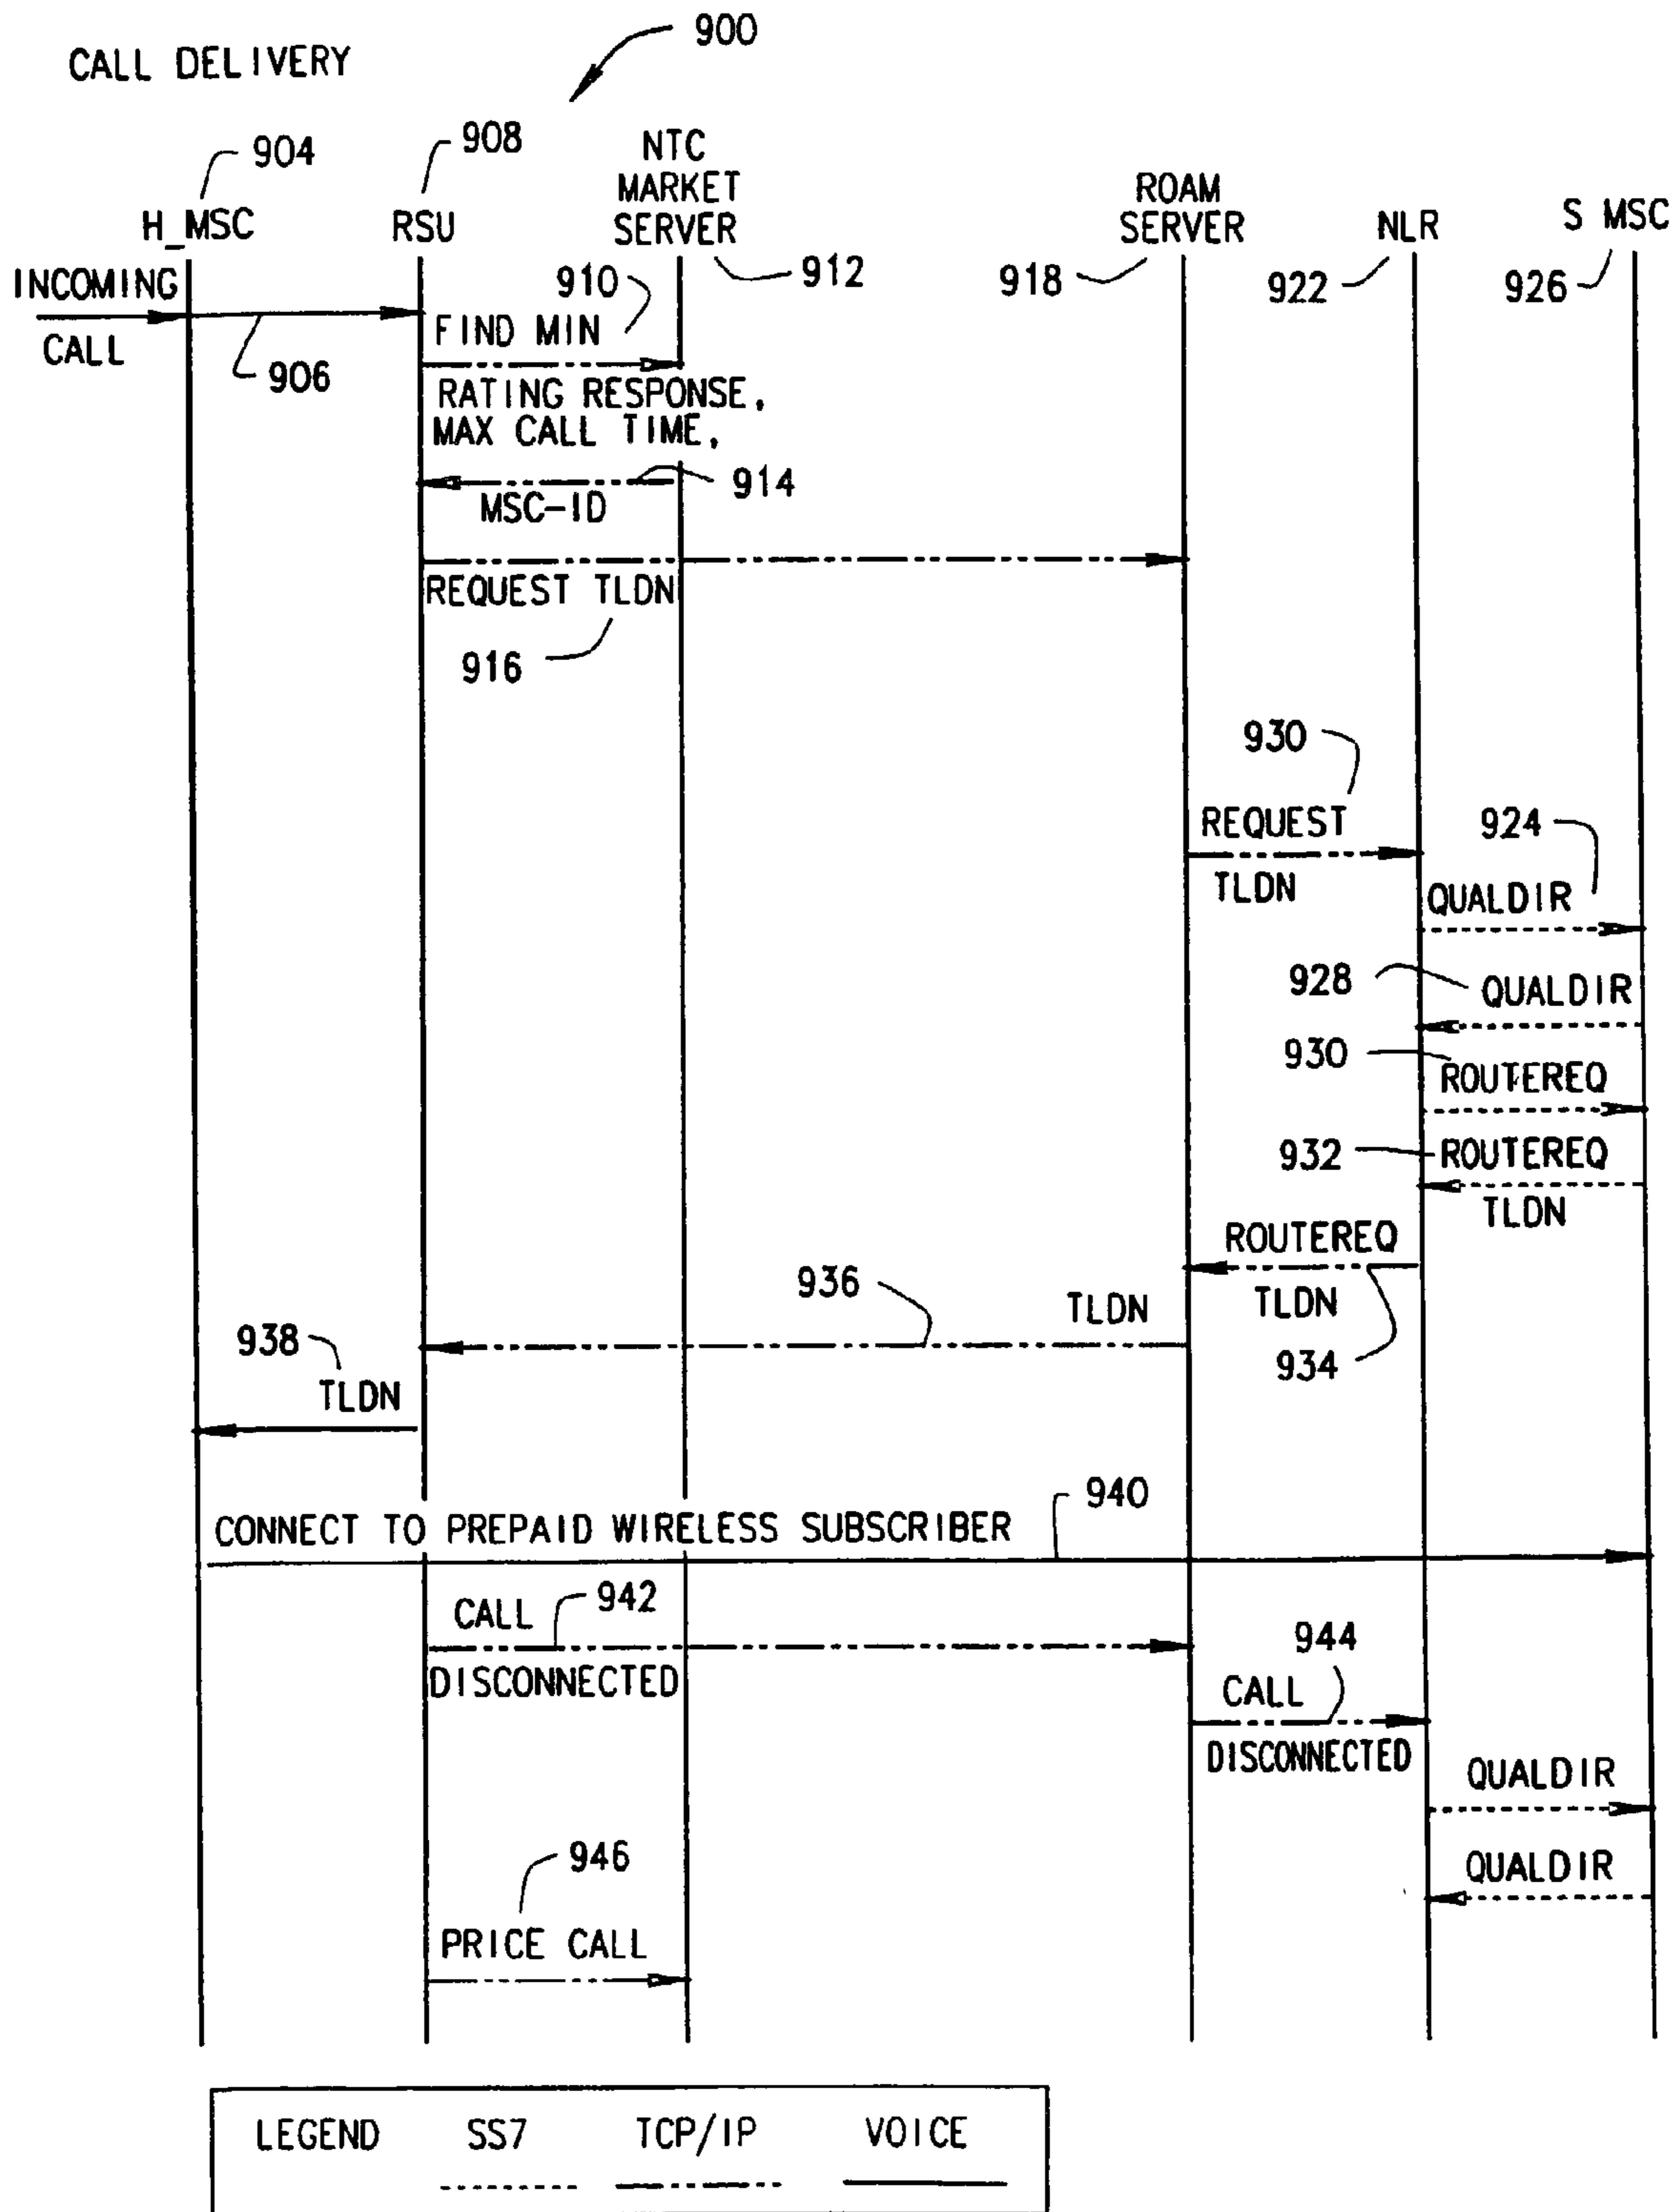 900
CALL DELIVERY
904
908
NTC
MARKET
SERVER
912
H_MSC
RSU
ROAM
SERVER
918
NLR
922
S MSC
926
INCOMING
CALL
906
910
FIND MIN
RATING RESPONSE,
MAX CALL TIME,
914
MSC-ID
REQUEST TLDN
916
930
REQUEST
TLDN
924
QUALDIR
928
QUALDIR
930
ROUTEREQ
932
ROUTEREQ
TLDN
ROUTEREQ
TLDN
934
936
TLDN
938
TLDN
940
CONNECT TO PREPAID WIRELESS SUBSCRIBER
942
CALL
DISCONNECTED
944
CALL
DISCONNECTED
QUALDIR
QUALDIR
946
PRICE CALL
LEGEND SS7 TCP/IP VOICE